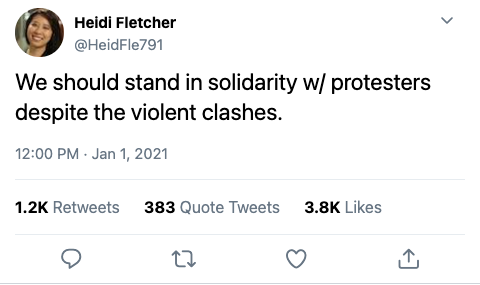 Heidi Fletcher
@HeidFle791
We should stand in solidarity w/ protesters
despite the violent clashes.
12:00 PM · Jan 1, 2021
1.2K Retweets 383 Quote Tweets 3.8K Likes